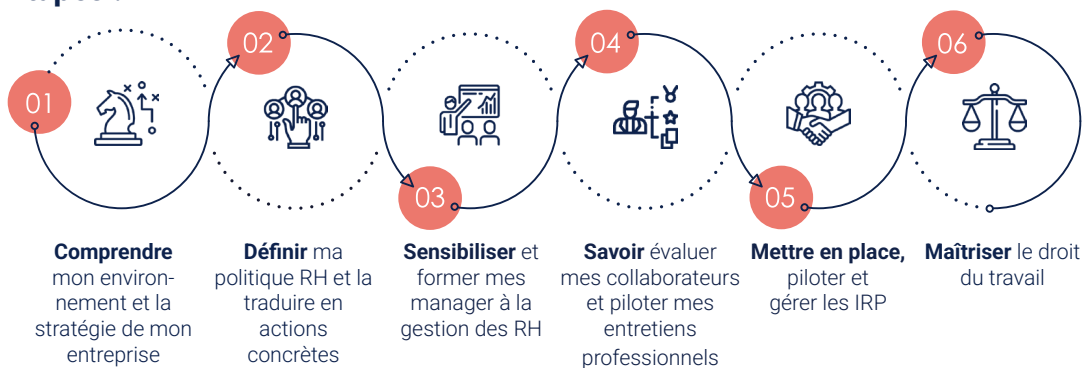 01
02
03
04
05
06
Comprendre
mon environ-
nement et la
stratégie de mon
entreprise
Définir ma
politique RH et la
traduire en
actions
concrètes
Sensibiliser et
former mes
manager à la
gestion des RH
Savoir évaluer
mes collaborateurs
et piloter mes
entretiens
professionnels
Mettre en place,
piloter et
gérer les IRP
Maîtriser le droit
du travail